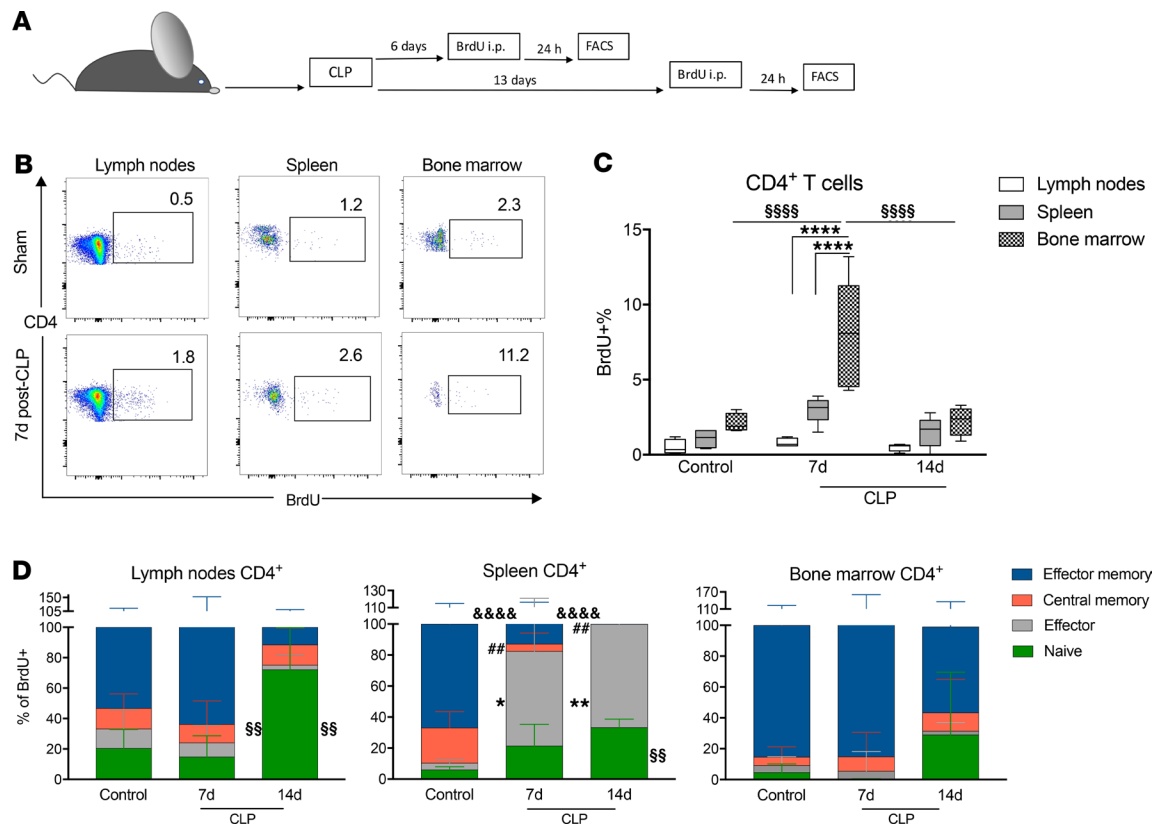 A
6 days
BrdU i.p.
24 h
FACS
CLP
13 days
BrdU i.p.
24 h
FACS
B
Lymph nodes
Spleen
Bone marrow
Sham
0.5
1.2
2.3
CD4
7d post-CLP
1.8
2.6
11.2
BrdU
C
CD4+ T cells
Lymph nodes
Spleen
Bone marrow
§§§§
§§§§
****
****
BrdU+%
15
10
5
0
Control
7d
14d
CLP
D
Lymph nodes CD4+
% of BrdU+
150
105
100
80
60
40
20
0
§§
§§
Control
7d
14d
CLP
Spleen CD4+
130
110
100
80
60
40
20
0
&&&&
&&&&
##
##
*
**
§§
Control
7d
14d
CLP
Bone marrow CD4+
170
110
100
80
60
40
20
0
Control
7d
14d
CLP
Effector memory
Central memory
Effector
Naive